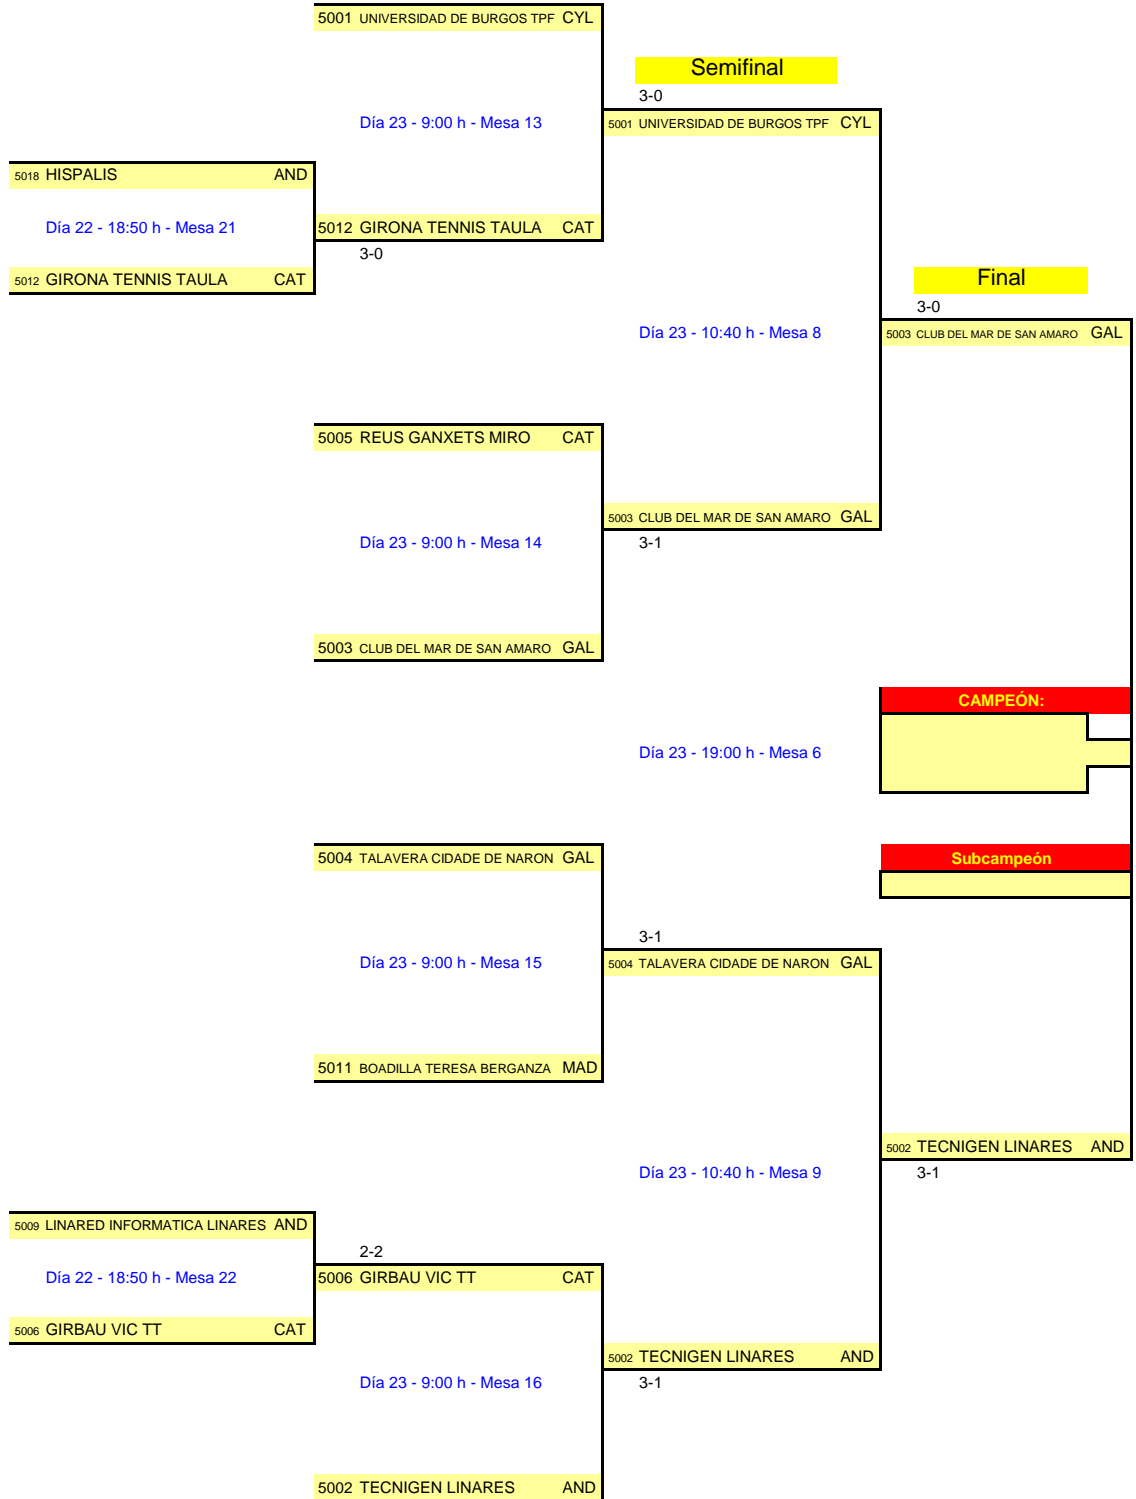 5001 UNIVERSIDAD DE BURGOS TPF CYL
Semifinal
3-0
Día 23 - 9:00 h - Mesa 13
5001 UNIVERSIDAD DE BURGOS TPF CYL
5018 HISPALIS AND
Día 22 - 18:50 h - Mesa 21
5012 GIRONA TENNIS TAULA CAT
3-0
5012 GIRONA TENNIS TAULA CAT
Final
3-0
Día 23 - 10:40 h - Mesa 8
5003 CLUB DEL MAR DE SAN AMARO GAL
5005 REUS GANXETS MIRO CAT
5003 CLUB DEL MAR DE SAN AMARO GAL
Día 23 - 9:00 h - Mesa 14
3-1
5003 CLUB DEL MAR DE SAN AMARO GAL
CAMPEÓN:
Día 23 - 19:00 h - Mesa 6
5004 TALAVERA CIDADE DE NARON GAL
Subcampeón
3-1
Día 23 - 9:00 h - Mesa 15
5004 TALAVERA CIDADE DE NARON GAL
5011 BOADILLA TERESA BERGANZA MAD
5002 TECNIGEN LINARES AND
Día 23 - 10:40 h - Mesa 9
3-1
5009 LINARED INFORMATICA LINARES AND
2-2
Día 22 - 18:50 h - Mesa 22
5006 GIRBAU VIC TT CAT
5006 GIRBAU VIC TT CAT
5002 TECNIGEN LINARES AND
Día 23 - 9:00 h - Mesa 16
3-1
5002 TECNIGEN LINARES AND